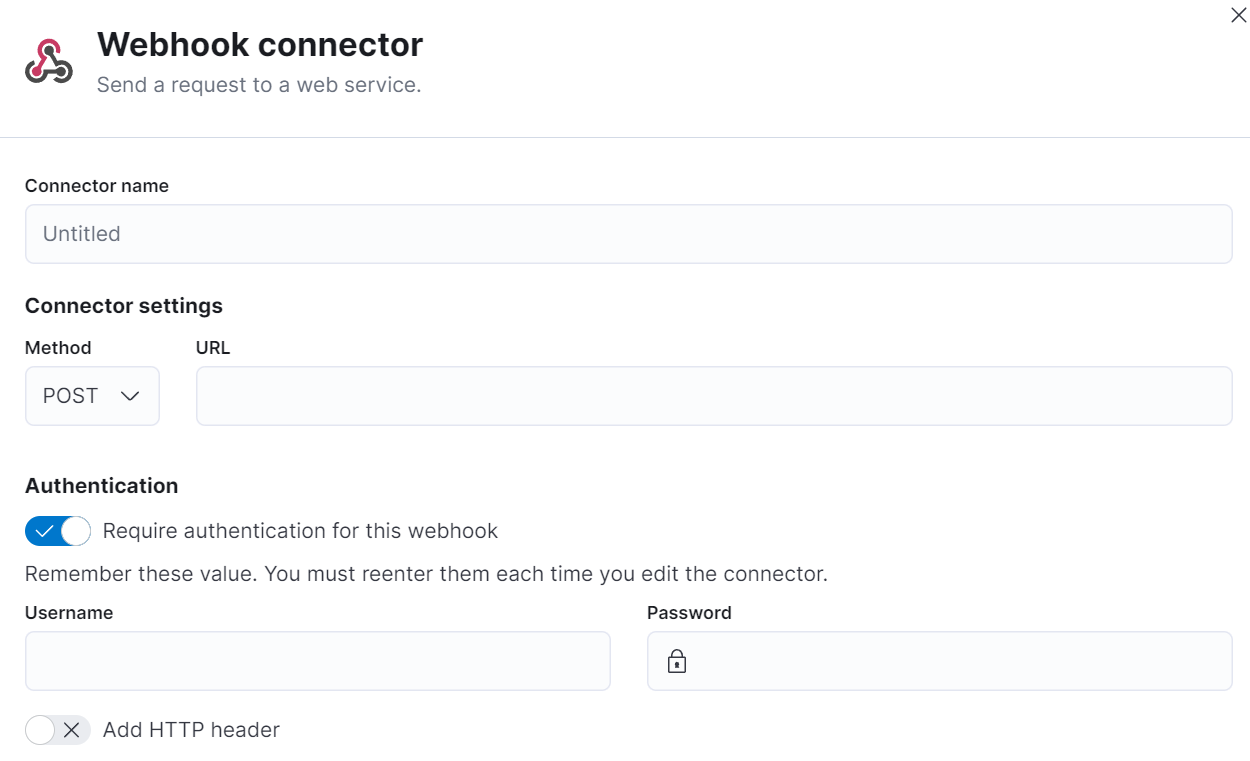 Webhook connector
Send a request to a web service.
Connector name
Untitled
Connector settings
Method URL
POST
Authentication
Require authentication for this webhook
Remember these value. You must reenter them each time you edit the connector.
Username Password
Add HTTP header